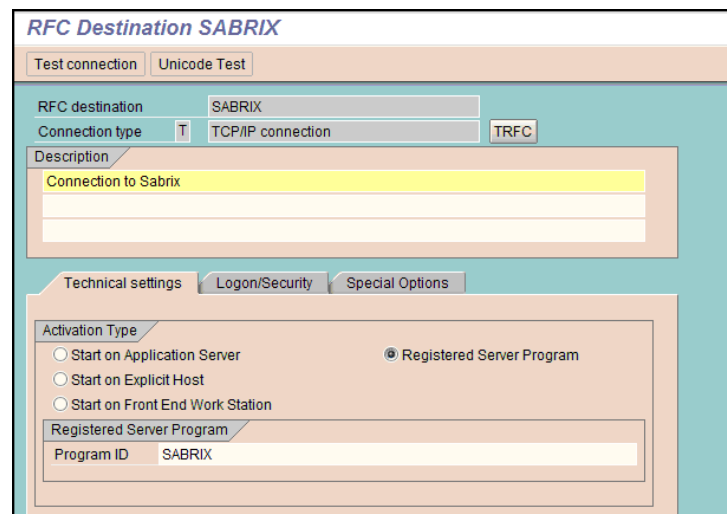 RFC Destination SABRIX
Test connection Unicode Test
RFC destination SABRIX
Connection type T TCP/IP connection TRFC
Description
Connection to Sabrix
Technical settings Logon/Security Special Options
Activation Type
Start on Application Server Registered Server Program
Start on Explicit Host
Start on Front End Work Station
Registered Server Program
Program ID SABRIX